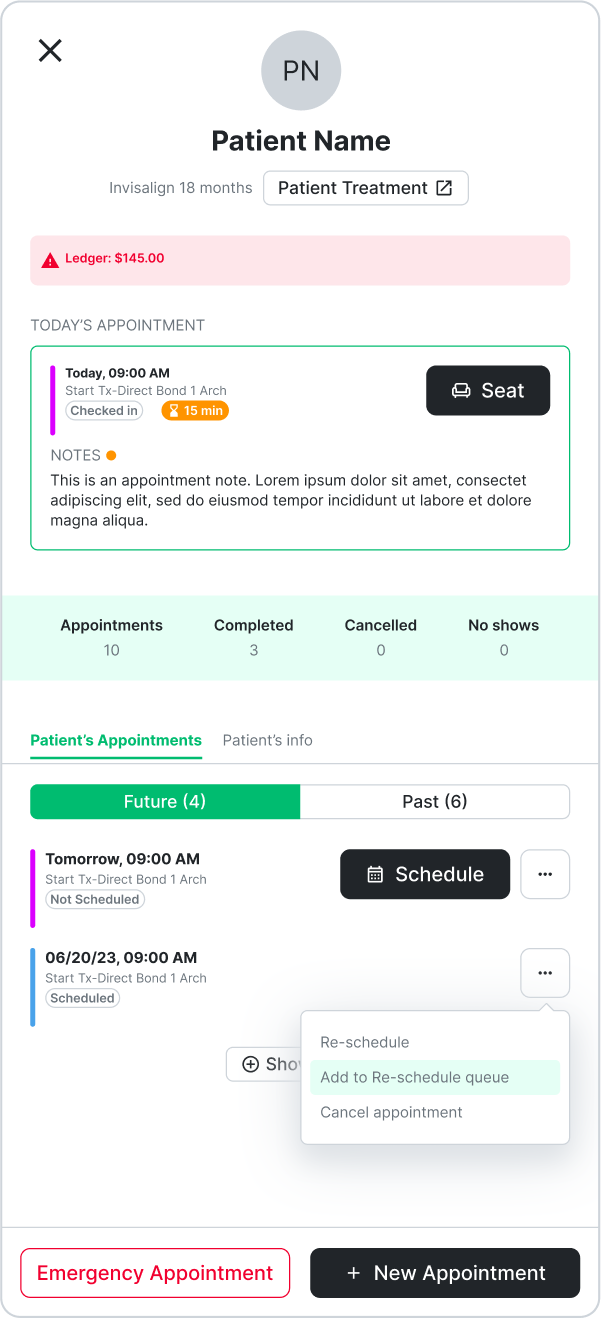 PN
Patient Name
Invisalign 18 months
Patient Treatment
Ledger: $145.00
TODAY’S APPOINTMENT
Today, 09:00 AM
Start Tx-Direct Bond 1 Arch
Checked in
15 min
Seat
NOTES
This is an appointment note. Lorem ipsum dolor sit amet, consectet
adipiscing elit, sed do eiusmod tempor incididunt ut labore et dolore
magna aliqua.
Appointments Completed Cancelled No shows
10 3 0 0
Patient’s Appointments Patient’s info
Future (4) Past (6)
Tomorrow, 09:00 AM
Start Tx-Direct Bond 1 Arch
Not Scheduled
Schedule
06/20/23, 09:00 AM
Start Tx-Direct Bond 1 Arch
Scheduled
Re-schedule
Add to Re-schedule queue
Cancel appointment
Emergency Appointment
+ New Appointment